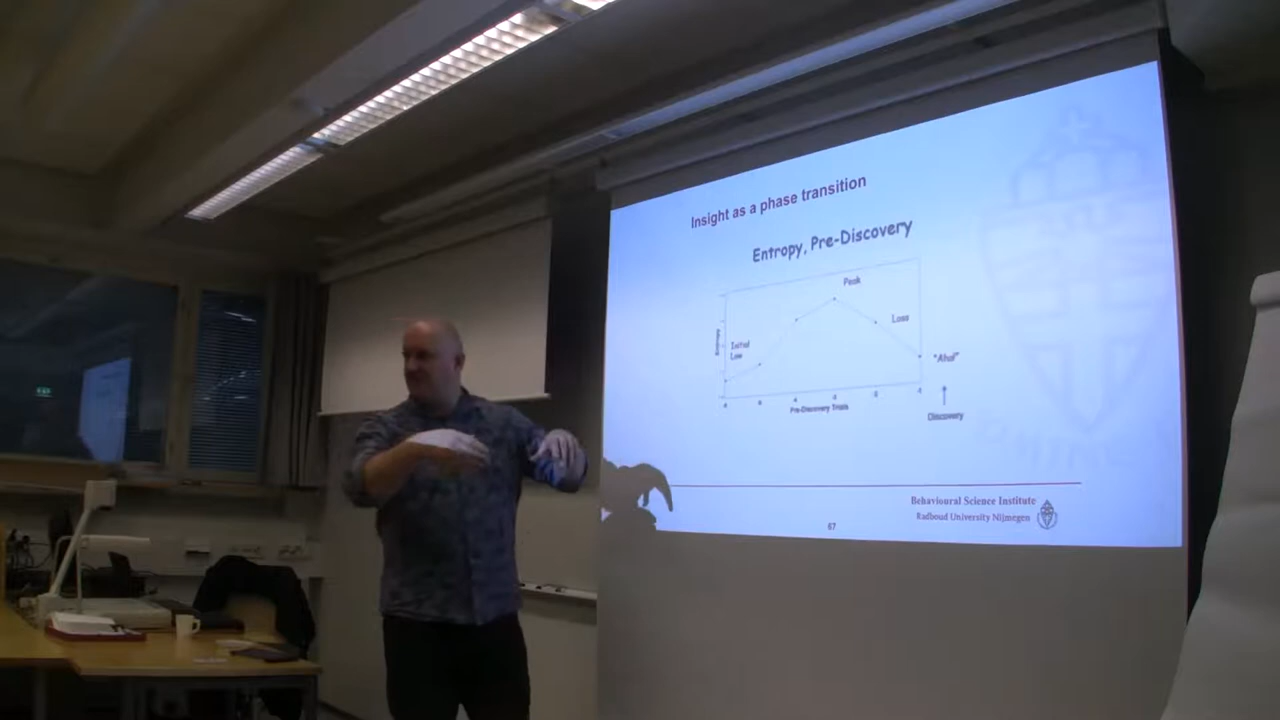 Insight as a phase transition
Entropy, Pre-Discovery
Peak
Loss
Initial
Entropy
"Aha!"
Pre-Discovery Trials
Discovery
Behavioural Science Institute
Radboud University Nijmegen
67